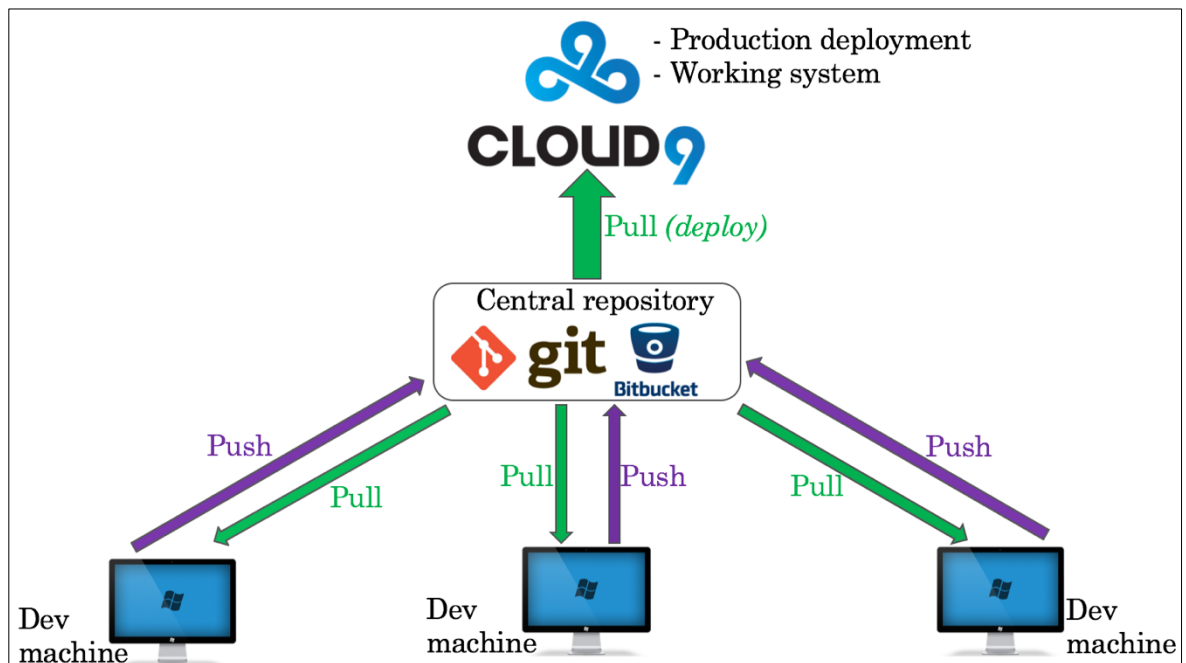 - Production deployment
- Working system
CLOUD9
Pull (deploy)
Central repository
git
Bitbucket
Push
Pull
Pull
Push
Push
Pull
Dev
machine
Dev
machine
Dev
machine